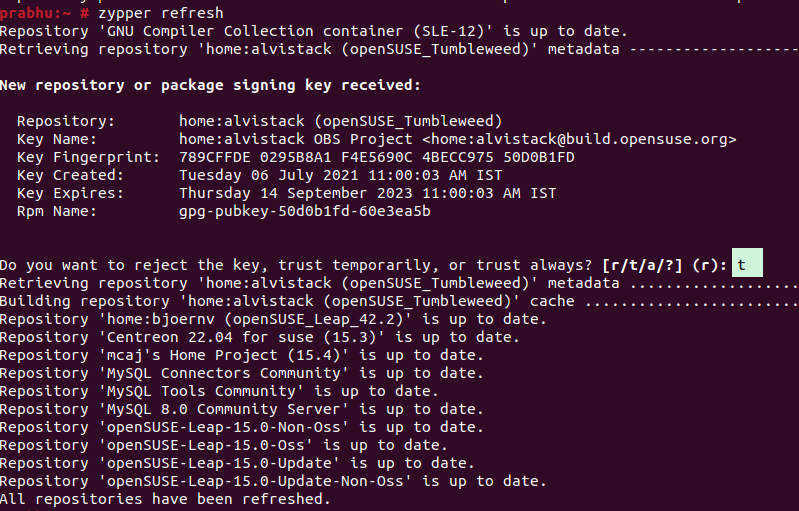 prabhu:~ # zypper refresh
Repository 'GNU Compiler Collection container (SLE-12)' is up to date.
Retrieving repository 'home:alvistack (openSUSE_Tumbleweed)' metadata --------------------
New repository or package signing key received:
Repository: home:alvistack (openSUSE_Tumbleweed)
Key Name: home:alvistack OBS Project <home:alvistack@build.opensuse.org>
Key Fingerprint: 789CFFDE 0295B8A1 F4E5690C 4BECC975 50D0B1FD
Key Created: Tuesday 06 July 2021 11:00:03 AM IST
Key Expires: Thursday 14 September 2023 11:00:03 AM IST
Rpm Name: gpg-pubkey-50d0b1fd-60e3ea5b
Do you want to reject the key, trust temporarily, or trust always? [r/t/a/?] (r): t
Retrieving repository 'home:alvistack (openSUSE_Tumbleweed)' metadata ....................
Building repository 'home:alvistack (openSUSE_Tumbleweed)' cache .........................
Repository 'home:bjoernv (openSUSE_Leap_42.2)' is up to date.
Repository 'Centreon 22.04 for suse (15.3)' is up to date.
Repository 'mcaj's Home Project (15.4)' is up to date.
Repository 'MySQL Connectors Community' is up to date.
Repository 'MySQL Tools Community' is up to date.
Repository 'MySQL 8.0 Community Server' is up to date.
Repository 'openSUSE-Leap-15.0-Non-Oss' is up to date.
Repository 'openSUSE-Leap-15.0-Oss' is up to date.
Repository 'openSUSE-Leap-15.0-Update' is up to date.
Repository 'openSUSE-Leap-15.0-Update-Non-Oss' is up to date.
All repositories have been refreshed.